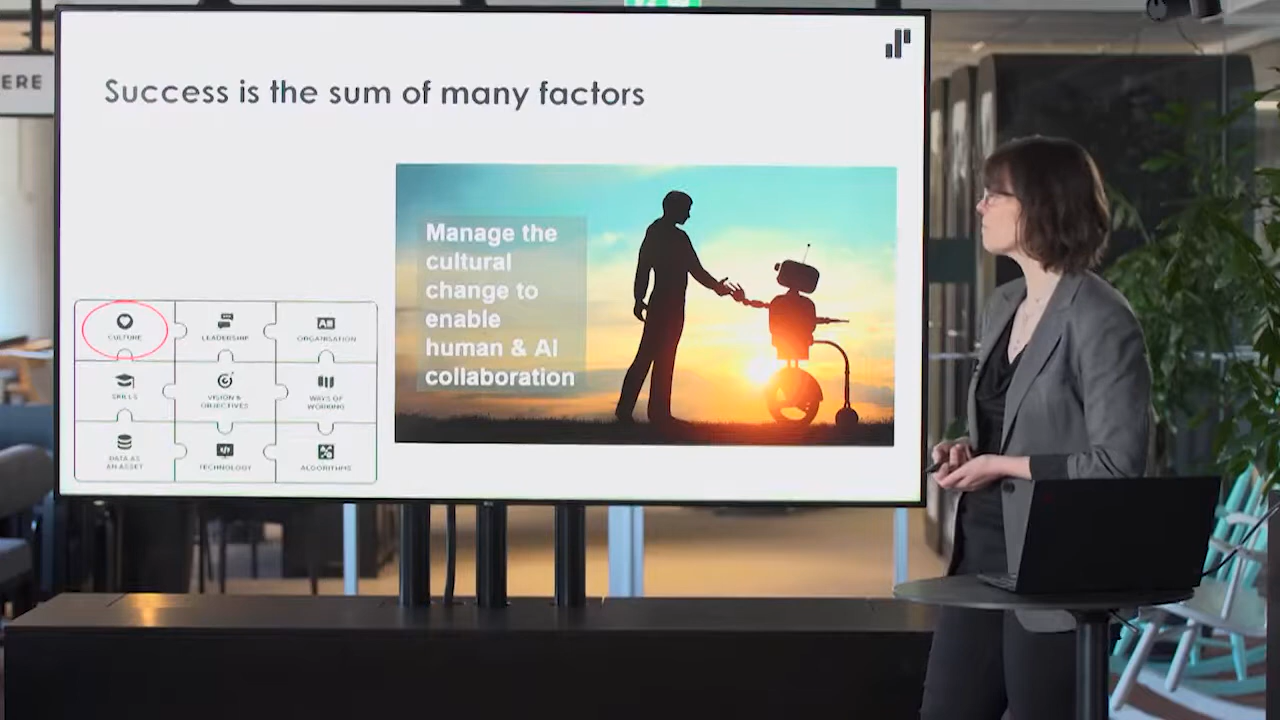 ERE
Success is the sum of many factors
Manage the
cultural
change to
enable
human & AI
collaboration
CULTURE
LEADERSHIP
ORGANISATION
SKILLS
VISION &
OBJECTIVES
WAYS OF
WORKING
DATA AS
AN ASSET
TECHNOLOGY
ALGORITHMS